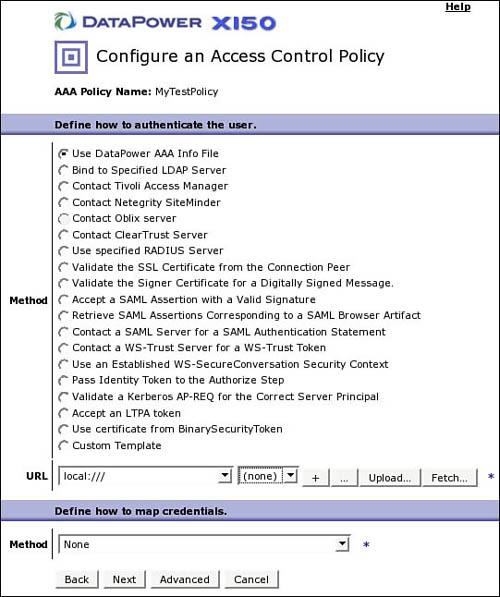 Help
DATAPOWER XI50
Configure an Access Control Policy
AAA Policy Name: MyTestPolicy
Define how to authenticate the user.
Method
Use DataPower AAA Info File
Bind to Specified LDAP Server
Contact Tivoli Access Manager
Contact Netegrity SiteMinder
Contact Oblix server
Contact ClearTrust Server
Use specified RADIUS Server
Validate the SSL Certificate from the Connection Peer
Validate the Signer Certificate for a Digitally Signed Message.
Accept a SAML Assertion with a Valid Signature
Retrieve SAML Assertions Corresponding to a SAML Browser Artifact
Contact a SAML Server for a SAML Authentication Statement
Contact a WS-Trust Server for a WS-Trust Token
Use an Established WS-SecureConversation Security Context
Pass Identity Token to the Authorize Step
Validate a Kerberos AP-REQ for the Correct Server Principal
Accept an LTPA token
Use certificate from BinarySecurityToken
Custom Template
URL local:/// (none) + ... Upload... Fetch... *
Define how to map credentials.
Method None *
Back Next Advanced Cancel